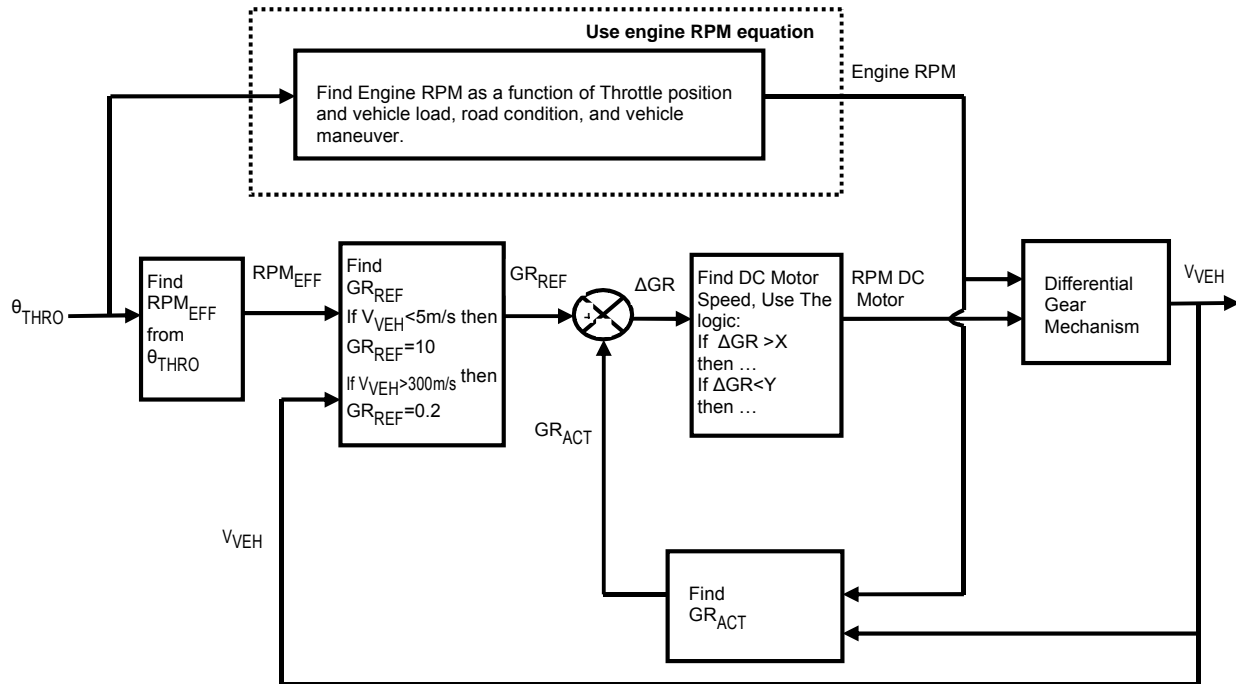 Use engine RPM equation
Engine RPM
Find Engine RPM as a function of Throttle position
and vehicle load, road condition, and vehicle
maneuver.
θTHRO
Find
RPMEFF
from
θTHRO
RPMEFF
Find
GRREF
If VVEH<5m/s then
GRREF=10
If VVEH>300m/s then
GRREF=0.2
GRREF
+
-
ΔGR
Find DC Motor
Speed, Use The
logic:
If ΔGR >X
then ...
If ΔGR<Y
then ...
RPM DC
Motor
Differential
Gear
Mechanism
VVEH
GRACT
VVEH
Find
GRACT